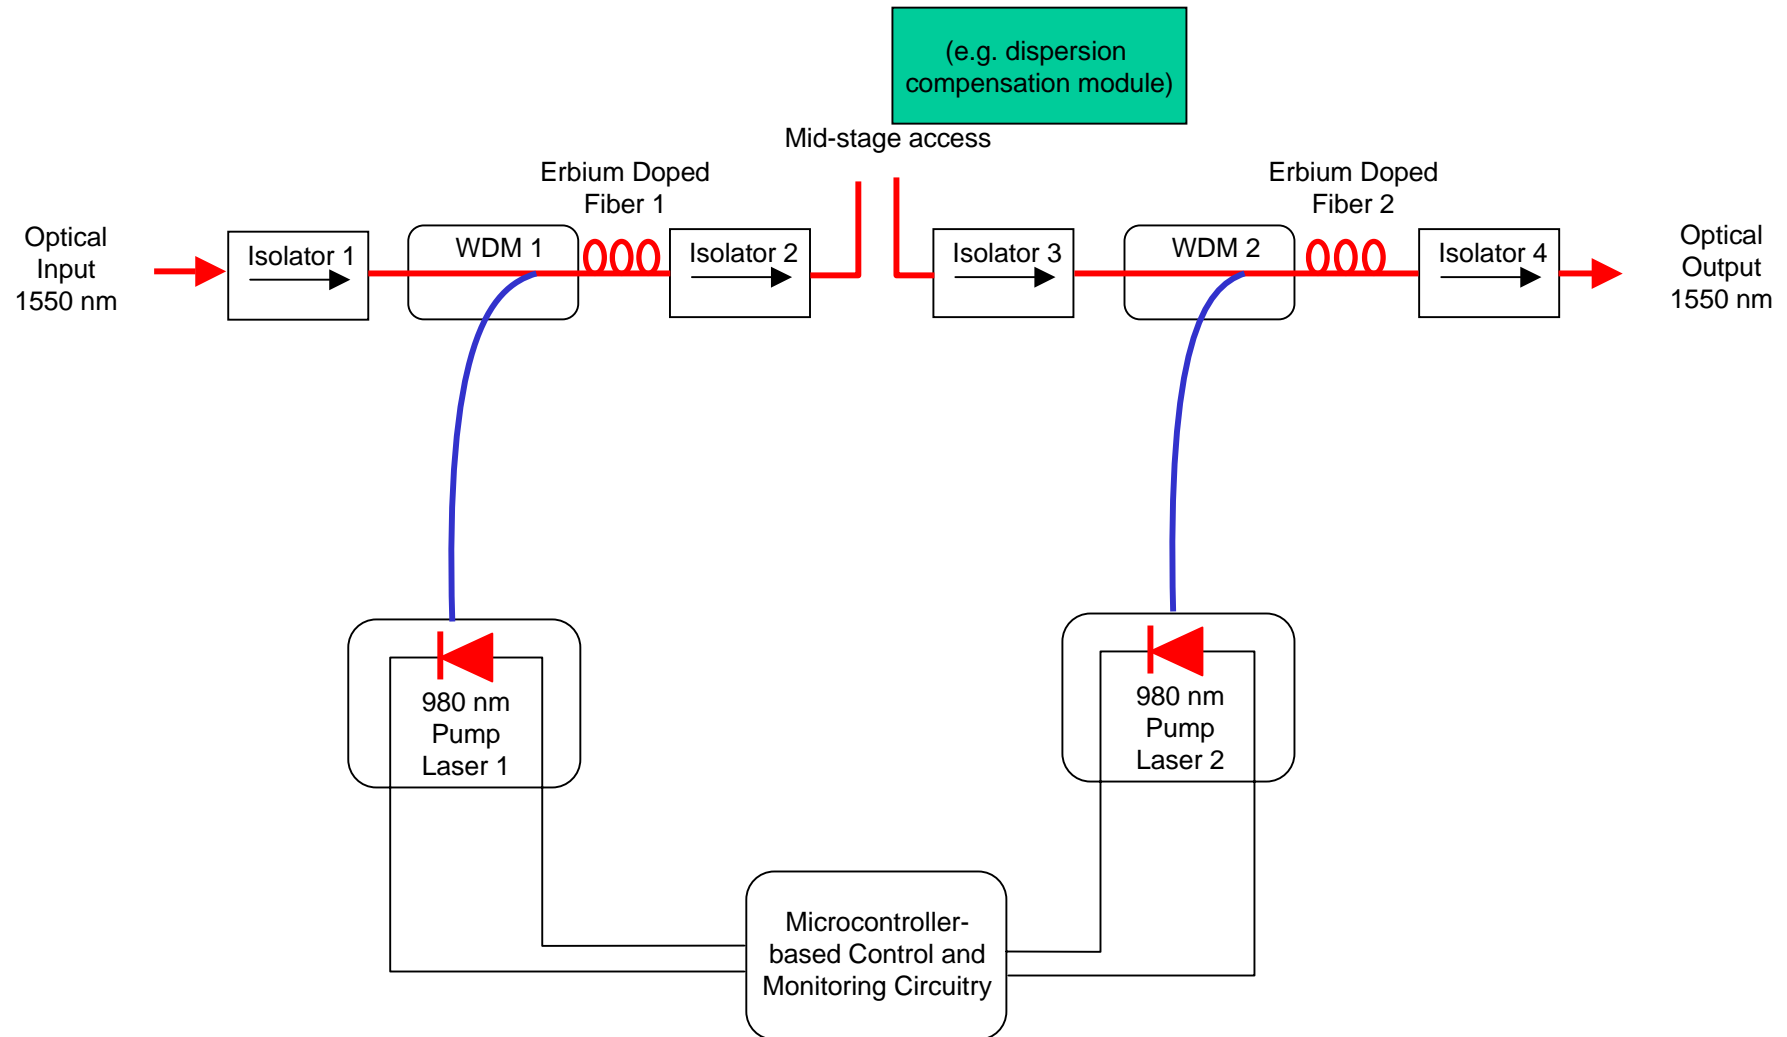 (e.g. dispersion
compensation module)
Mid-stage access
Erbium Doped
Fiber 1
Erbium Doped
Fiber 2
Optical
Input
1550 nm
Isolator 1
WDM 1
Isolator 2
Isolator 3
WDM 2
Isolator 4
Optical
Output
1550 nm
980 nm
Pump
Laser 1
980 nm
Pump
Laser 2
Microcontroller-
based Control and
Monitoring Circuitry